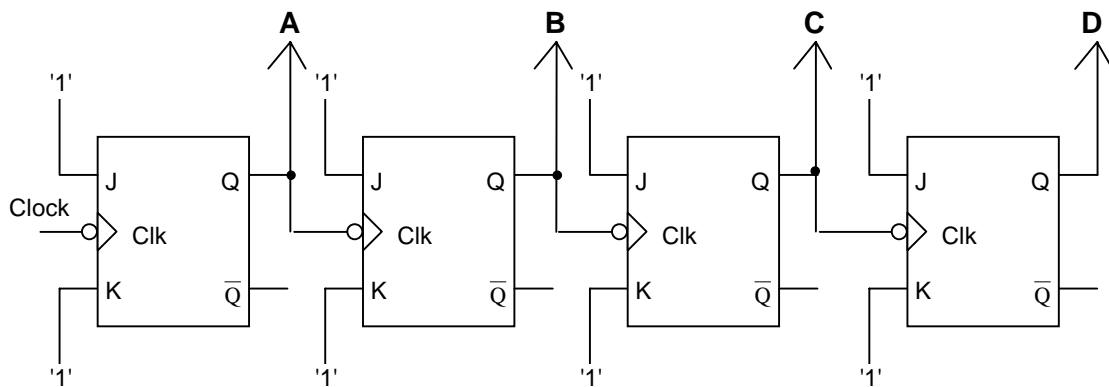 A B C D
'1' '1' '1' '1'
J Q J Q J Q J Q
Clock
Clk Clk Clk Clk
K Q̅ K Q̅ K Q̅ K Q̅
'1' '1' '1' '1'